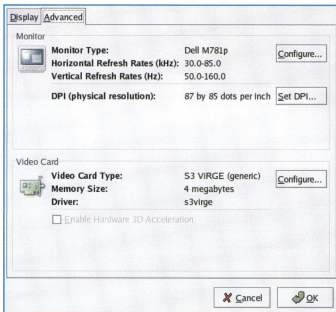 Display Advanced
Monitor
Monitor Type: Dell M781p
Configure...
Horizontal Refresh Rates (kHz): 30.0-85.0
Vertical Refresh Rates (Hz): 50.0-160.0
DPI (physical resolution): 87 by 85 dots per inch Set DPI...
Video Card
Video Card Type: S3 ViRGE (generic)
Configure...
Memory Size: 4 megabytes
Driver: s3virge
Enable Hardware 3D Acceleration
Cancel OK